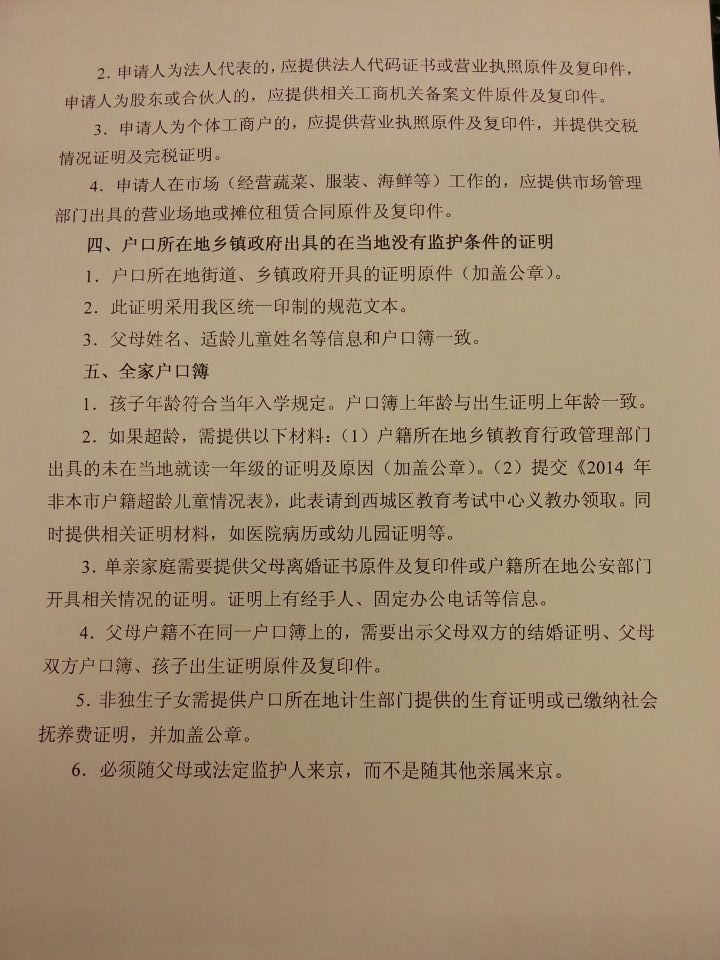 2．申请人为法人代表的，应提供法人代码证书或营业执照原件及复印件，
申请人为股东或合伙人的，应提供相关工商机关备案文件原件及复印件。
3．申请人为个体工商户的，应提供营业执照原件及复印件，并提供交税
情况证明及完税证明。
4．申请人在市场（经营蔬菜、服装、海鲜等）工作的，应提供市场管理
部门出具的营业场地或摊位租赁合同原件及复印件。
四、户口所在地乡镇政府出具的在当地没有监护条件的证明
1．户口所在地街道、乡镇政府开具的证明原件（加盖公章）。
2．此证明采用我区统一印制的规范文本。
3．父母姓名、适龄儿童姓名等信息和户口簿一致。
五、全家户口簿
1．孩子年龄符合当年入学规定。户口簿上年龄与出生证明上年龄一致。
2．如果超龄，需提供以下材料：（1）户籍所在地乡镇教育行政管理部门
出具的未在当地就读一年级的证明及原因（加盖公章）。（2）提交《2014 年
非本市户籍超龄儿童情况表》，此表请到西城区教育考试中心义教办领取。同
时提供相关证明材料，如医院病历或幼儿园证明等。
3．单亲家庭需要提供父母离婚证书原件及复印件或户籍所在地公安部门
开具相关情况的证明。证明上有经手人、固定办公电话等信息。
4．父母户籍不在同一户口簿上的，需要出示父母双方的结婚证明、父母
双方户口簿、孩子出生证明原件及复印件。
5．非独生子女需提供户口所在地计生部门提供的生育证明或已缴纳社会
抚养费证明，并加盖公章。
6．必须随父母或法定监护人来京，而不是随其他亲属来京。